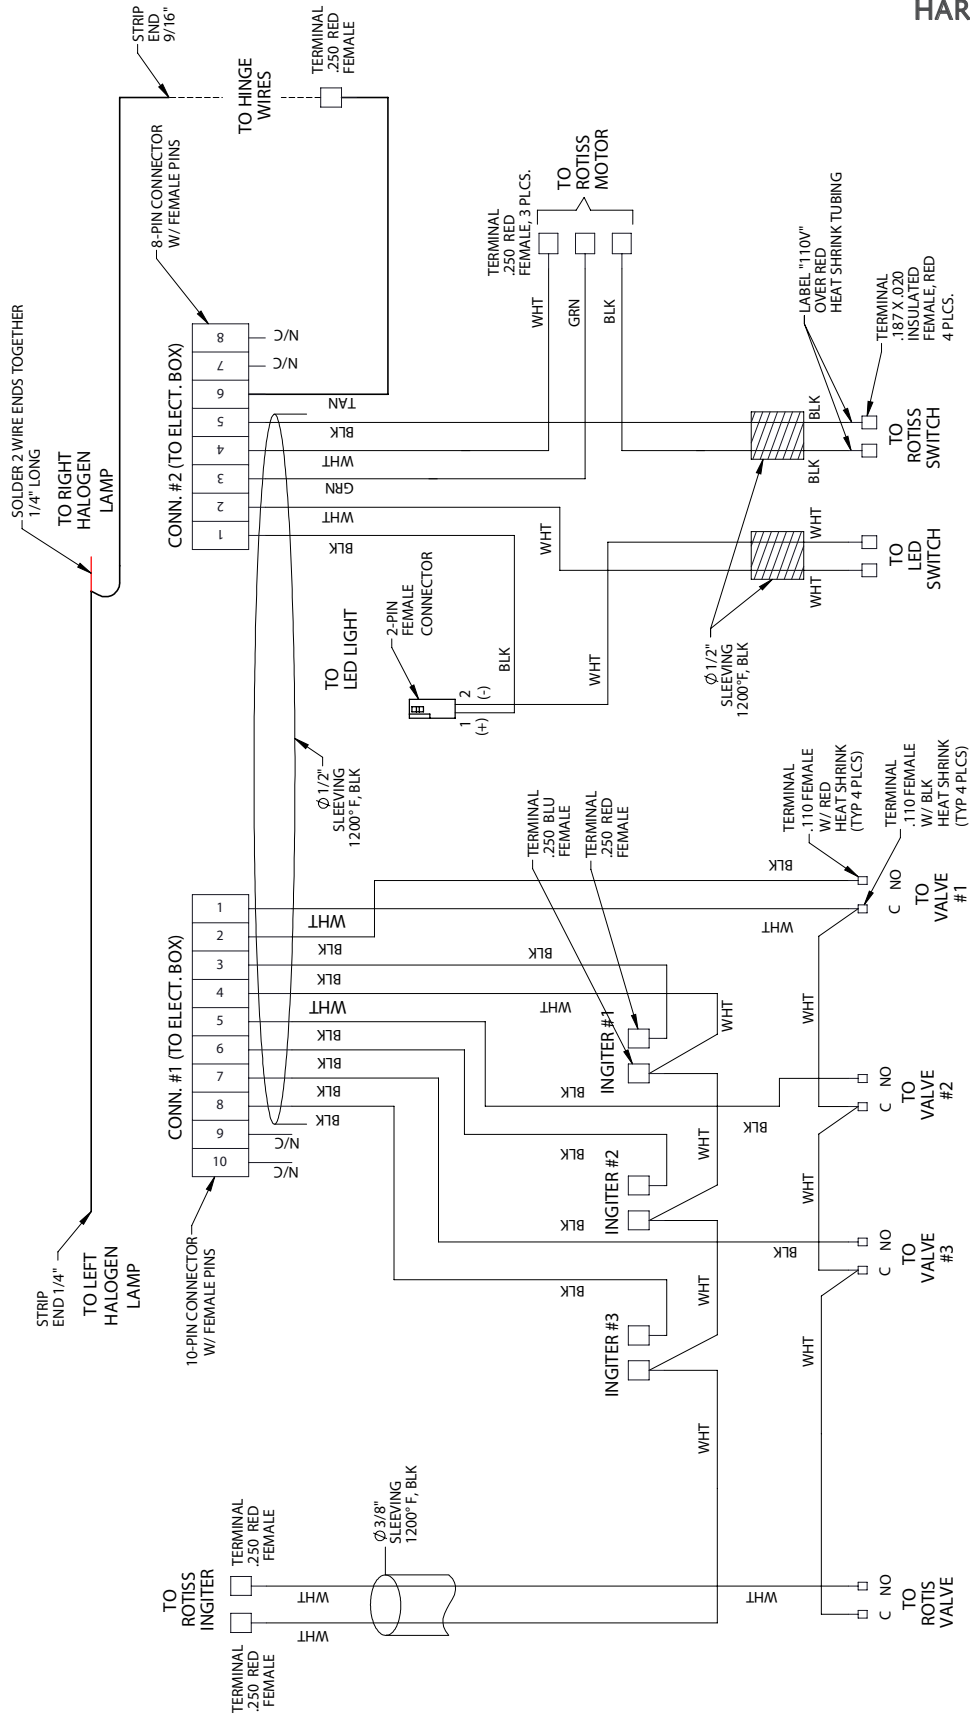 HAR
STRIP
END
9/16"
TERMINAL
.250 RED
FEMALE
TO HINGE
WIRES
8-PIN CONNECTOR
W/ FEMALE PINS
SOLDER 2 WIRE ENDS TOGETHER
1/4" LONG
TO RIGHT
HALOGEN
LAMP
CONN. #2 (TO ELECT. BOX)
8
7
6
5
4
3
2
1
N/C
N/C
TAN
BLK
WHT
GRN
WHT
BLK
TERMINAL
.250 RED
FEMALE, 3 PLCS.
TO
ROTISS
MOTOR
WHT
GRN
BLK
LABEL "110V"
OVER RED
HEAT SHRINK TUBING
TERMINAL
.187 X .020
INSULATED
FEMALE, RED
4 PLCS.
BLK
BLK
TO
ROTISS
SWITCH
WHT
WHT
WHT
TO
LED
SWITCH
Ø 1/2"
SLEEVING
1200°F, BLK
TO
LED LIGHT
2-PIN
FEMALE
CONNECTOR
1
(+)
2
(-)
BLK
WHT
Ø 1/2"
SLEEVING
1200° F, BLK
STRIP
END 1/4"
TO LEFT
HALOGEN
LAMP
CONN. #1 (TO ELECT. BOX)
10-PIN CONNECTOR
W/ FEMALE PINS
1
2
3
4
5
6
7
8
9
10
WHT
BLK
BLK
WHT
BLK
BLK
BLK
BLK
N/C
N/C
TERMINAL
.250 BLU
FEMALE
TERMINAL
.250 RED
FEMALE
BLK
WHT
INGITER #1
WHT
BLK
BLK
BLK
INGITER #2
WHT
BLK
BLK
BLK
INGITER #3
WHT
WHT
TERMINAL
.110 FEMALE
W/ RED
HEAT SHRINK
(TYP 4 PLCS)
TERMINAL
.110 FEMALE
W/ BLK
HEAT SHRINK
(TYP 4 PLCS)
BLK
WHT
C NO
TO
VALVE
#1
WHT
C NO
TO
VALVE
#2
WHT
C NO
TO
VALVE
#3
WHT
TO
ROTISS
INGITER
TERMINAL
.250 RED
FEMALE
TERMINAL
.250 RED
FEMALE
Ø 3/8"
SLEEVING
1200° F, BLK
WHT
WHT
WHT
C NO
TO
ROTIS
VALVE